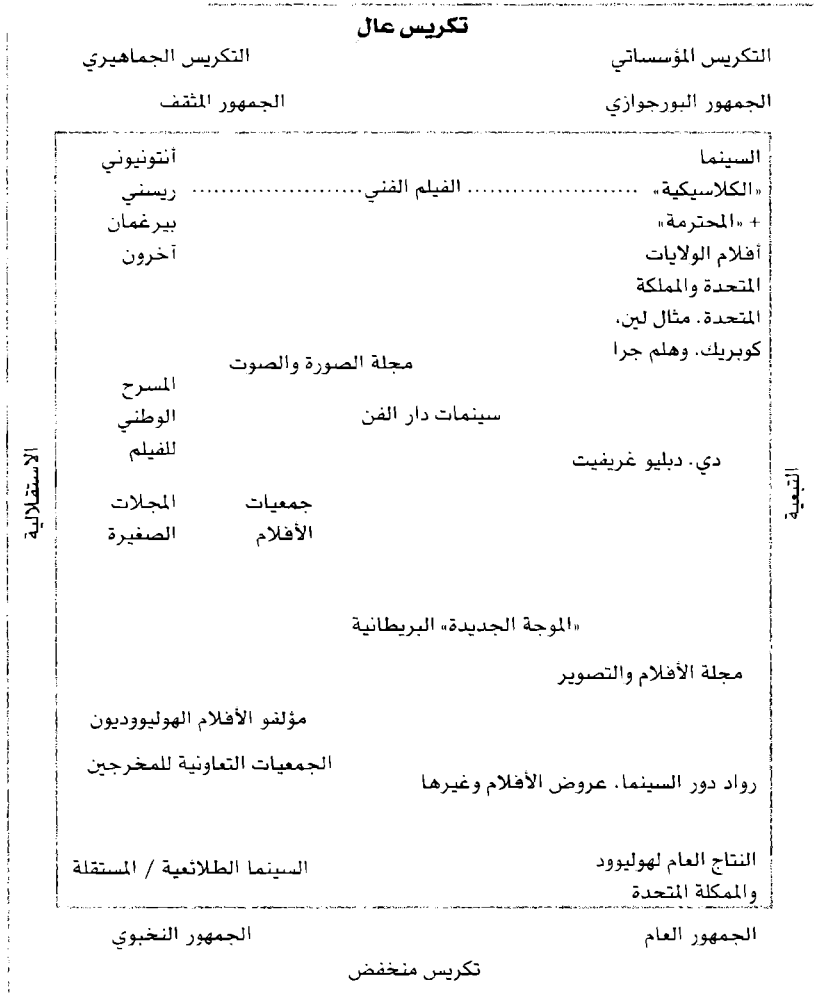 تكريس عال
التكريس المؤسساتي التكريس الجماهيري
الجمهور البورجوازي الجمهور المثقف
السينما أنتونيوني
«الكلاسيكية» ....................... الفيلم الفني ....................... ريسني
+ «المحترمة» بيرغمان
أفلام الولايات آخرون
المتحدة والمملكة
المتحدة. مثال لين،
كوبريك. وهلم جرا
مجلة الصورة والصوت
المسرح
سينمات دار الفن الوطني
للفيلم
دي. دبليو غريفيت
جمعيات المجلات
الأفلام الصغيرة
الاستقلالية
التبعية
«الموجة الجديدة» البريطانية
مجلة الأفلام والتصوير
مؤلفو الأفلام الهوليووديون
الجمعيات التعاونية للمخرجين
رواد دور السينما. عروض الأفلام وغيرها
النتاج العام لهوليوود السينما الطلائعية / المستقلة
والممكلة المتحدة
الجمهور العام الجمهور النخبوي
تكريس منخفض